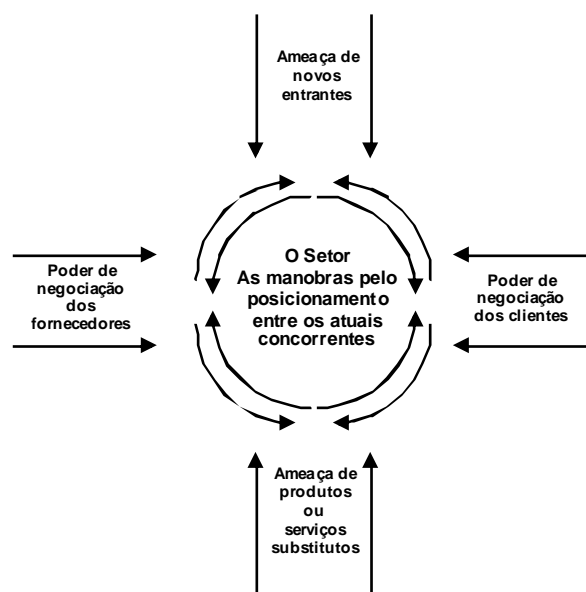 Ameaça de
novos
entrantes
O Setor
As manobras pelo
posicionamento
entre os atuais
concorrentes
Poder de
negociação
dos
fornecedores
Poder de
negociação
dos clientes
Ameaça de
produtos
ou
serviços
substitutos